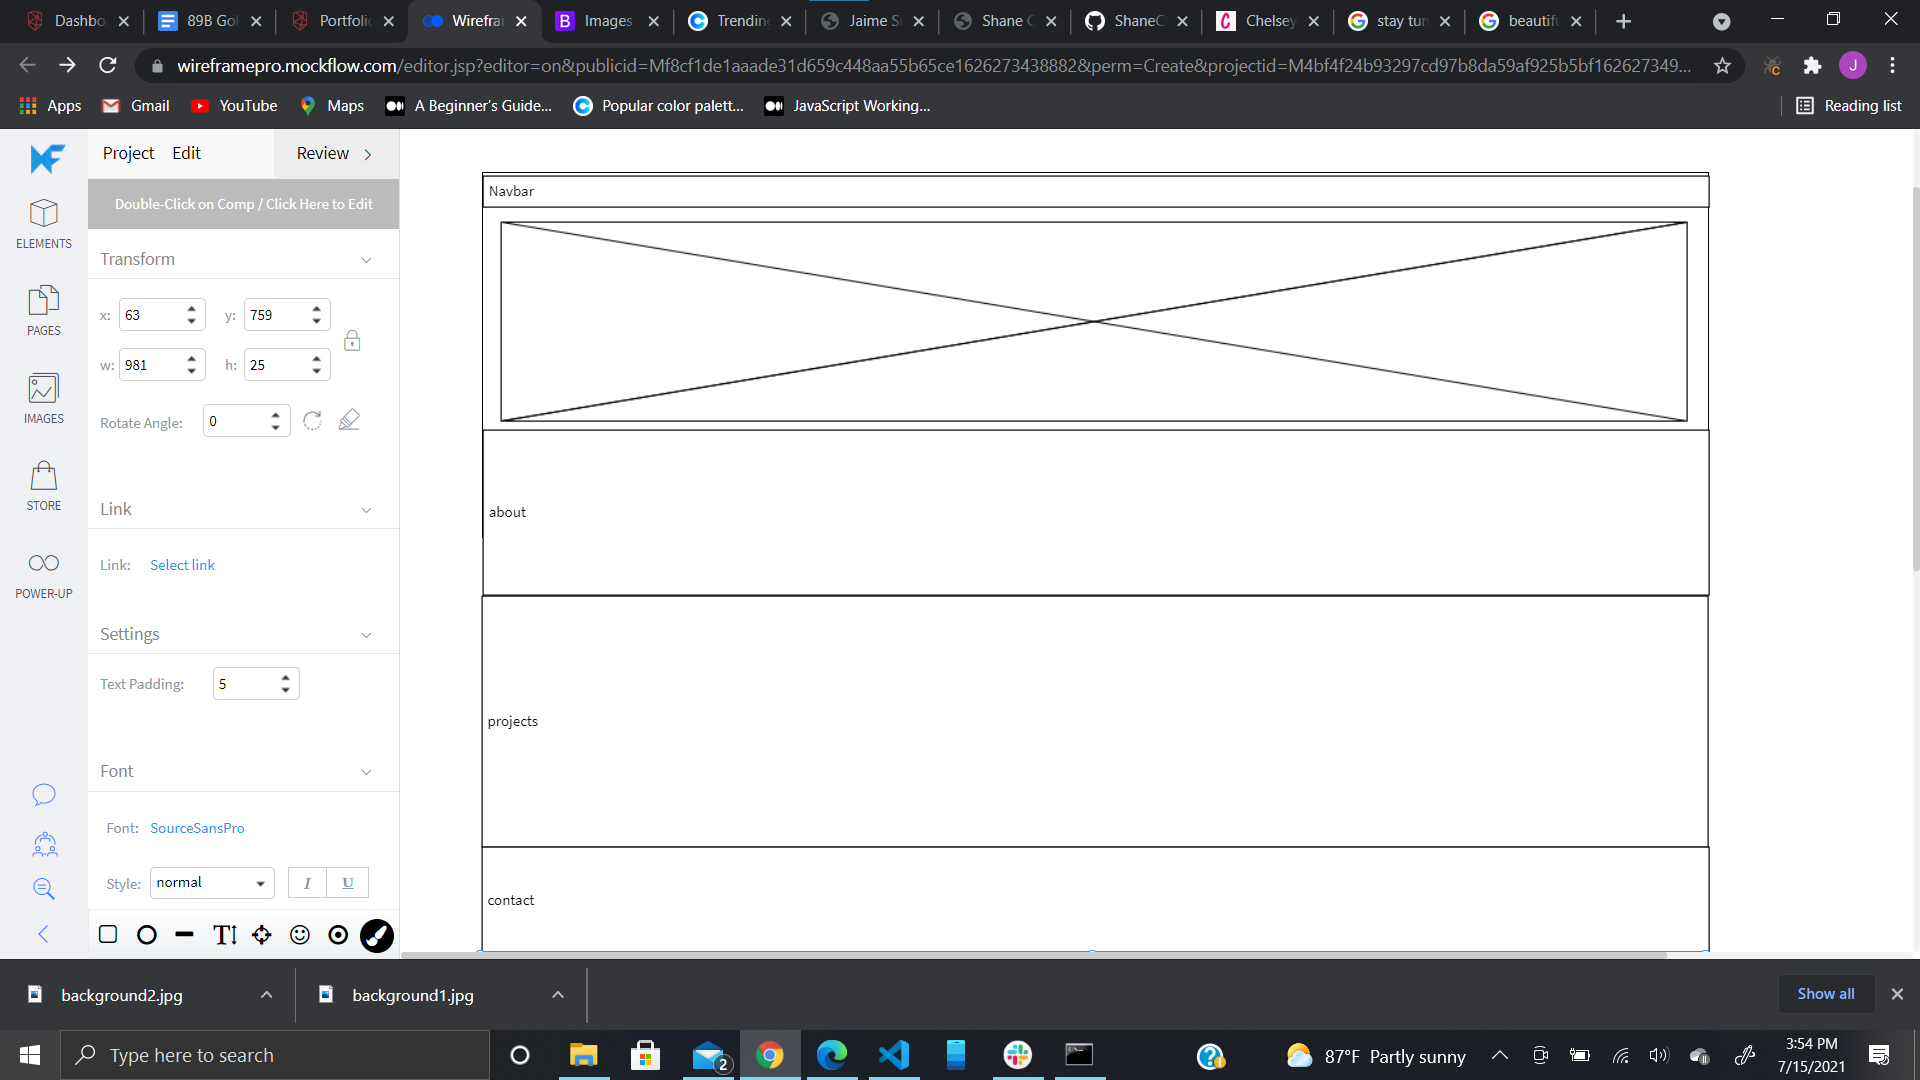 Dashbo
89B Gol
Portfolio
Wirefran
Images
Trending
Jaime S
Shane C
ShaneC
Chelsey
stay tun
beautifu
wireframepro.mockflow.com/editor.jsp?editor=on&publicid=Mf8cf1de1aaade31d659c448aa55b65ce1626273438882&perm=Create&projectid=M4bf4f24b93297cd97b8da59af925b5bf162627349...
J
Apps
Gmail
YouTube
Maps
A Beginner's Guide...
Popular color palett...
JavaScript Working...
Reading list
Project Edit Review
Double-Click on Comp / Click Here to Edit
ELEMENTS
PAGES
IMAGES
STORE
POWER-UP
Transform
x: 63 y: 759
w: 981 h: 25
Rotate Angle: 0
Link
Link: Select link
Settings
Text Padding: 5
Font
Font: SourceSansPro
Style: normal I U
T
Navbar
about
projects
contact
background2.jpg
background1.jpg
Show all
Type here to search
2
87°F Partly sunny
3:54 PM
7/15/2021